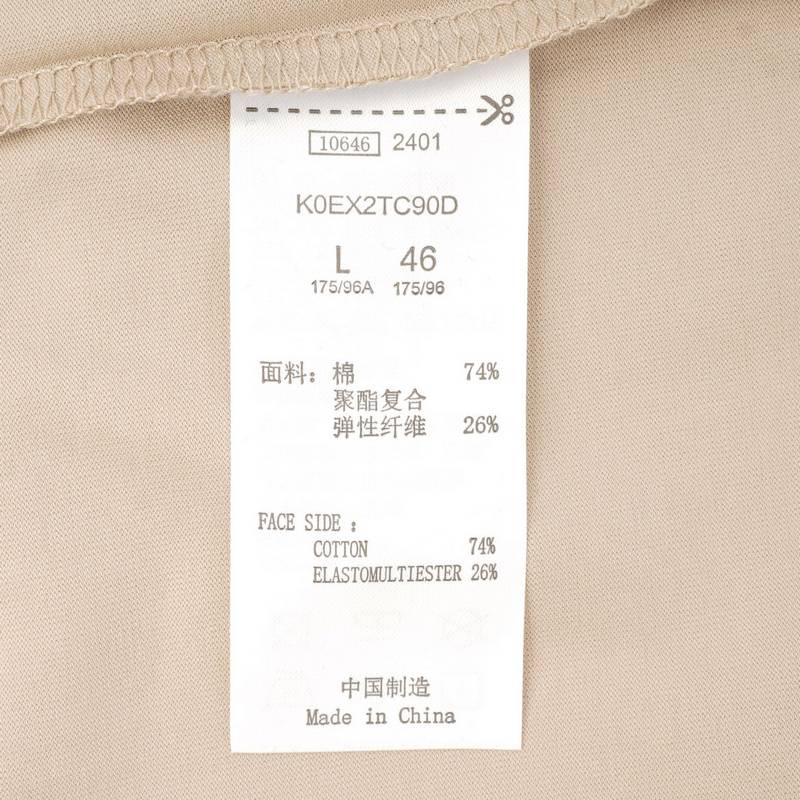 10646 2401
K0EX2TC90D
L 46
175/96A 175/96
面料：棉 74%
聚酯复合
弹性纤维 26%
FACE SIDE：
COTTON 74%
ELASTOMULTIESTER 26%
中国制造
Made in China